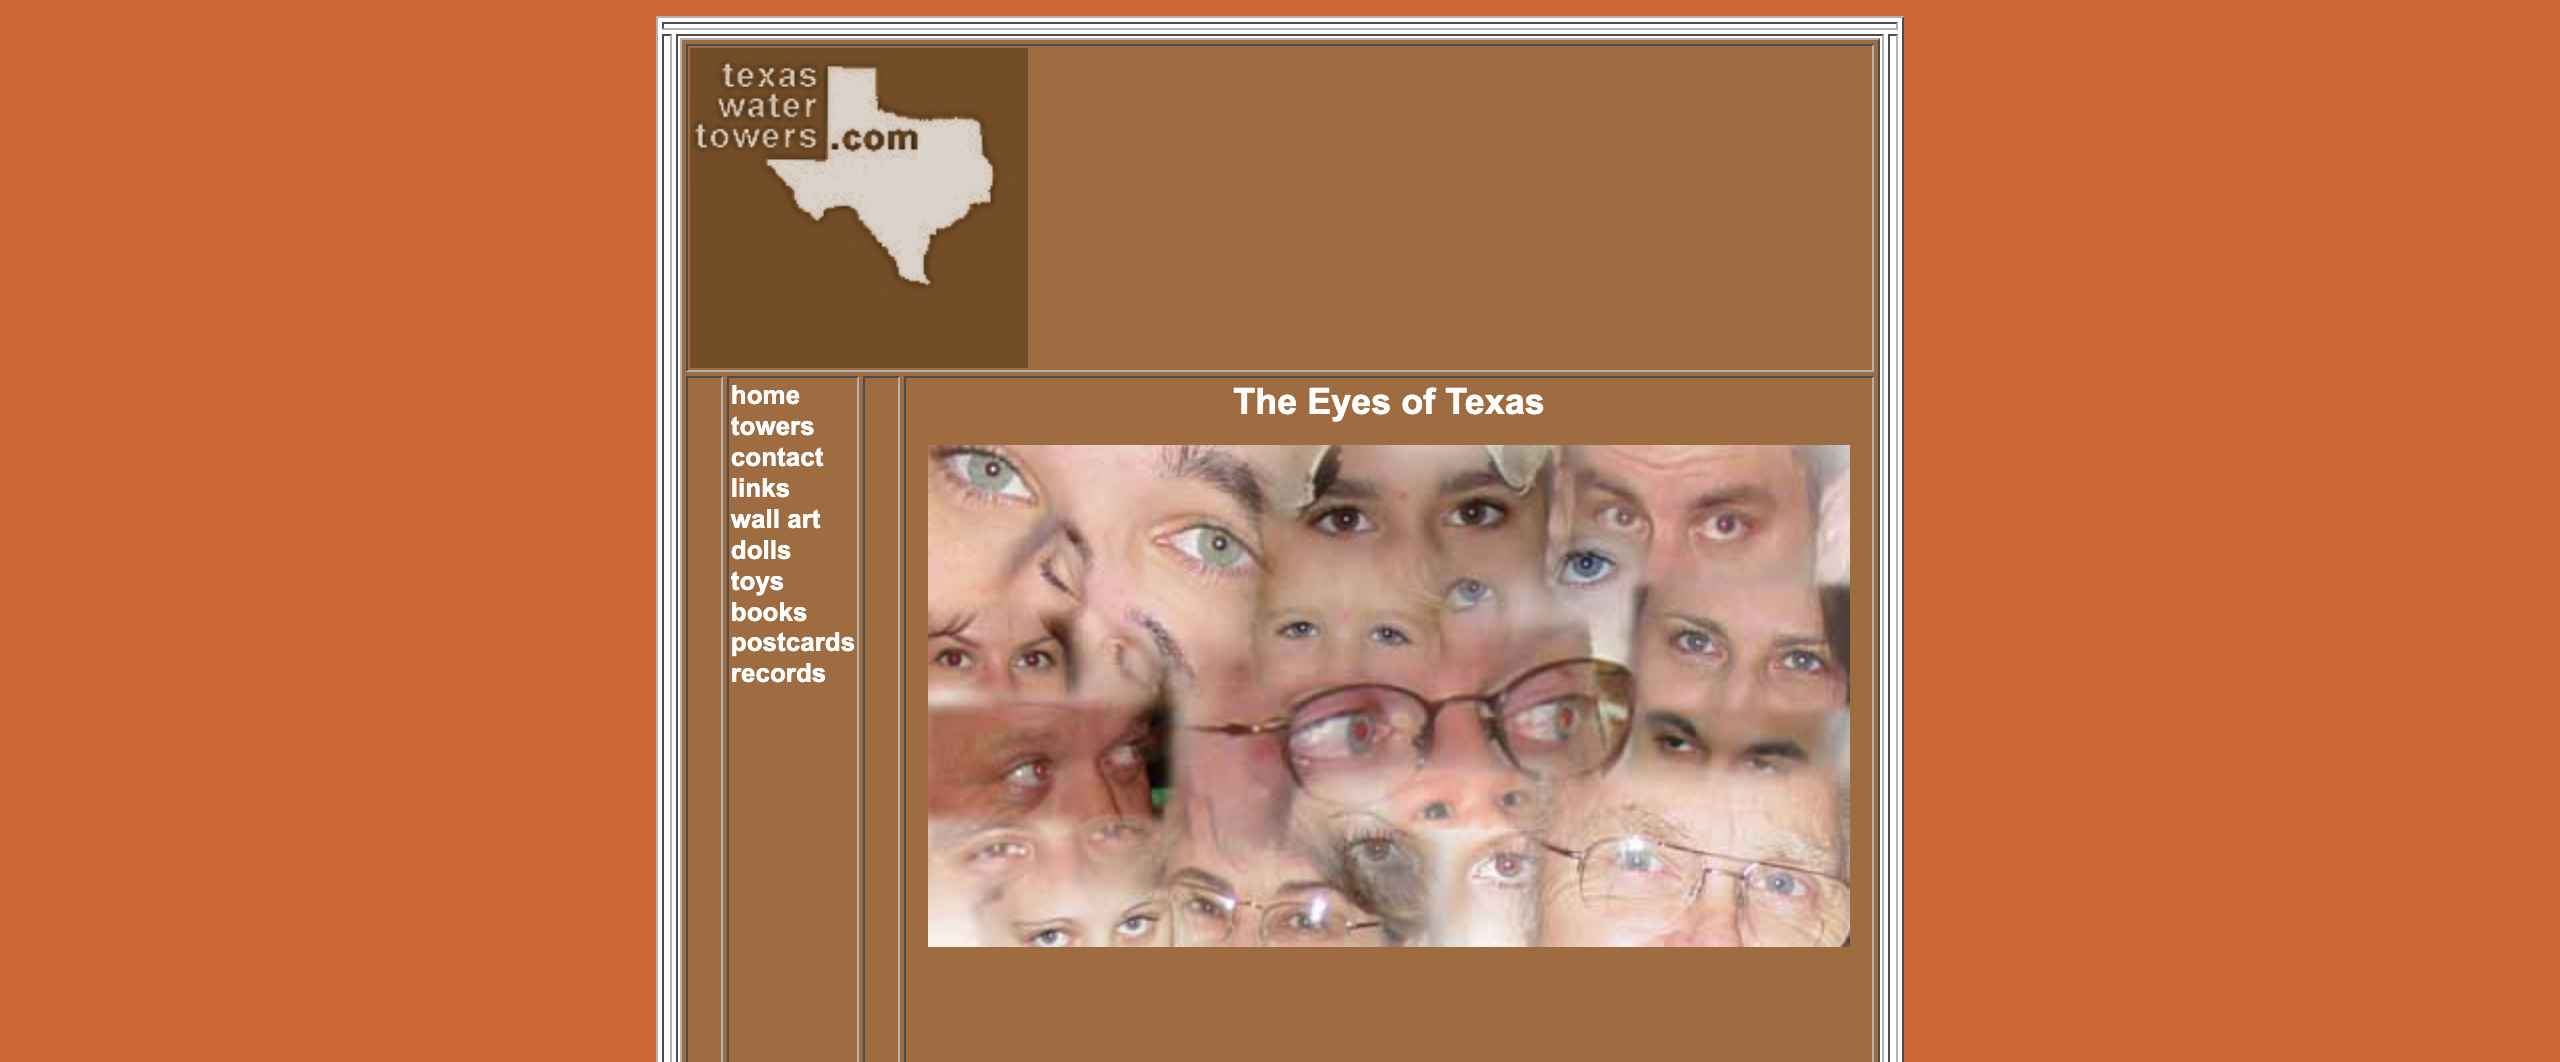 texas
water
towers.com
home
towers
contact
links
wall art
dolls
toys
books
postcards
records
The Eyes of Texas